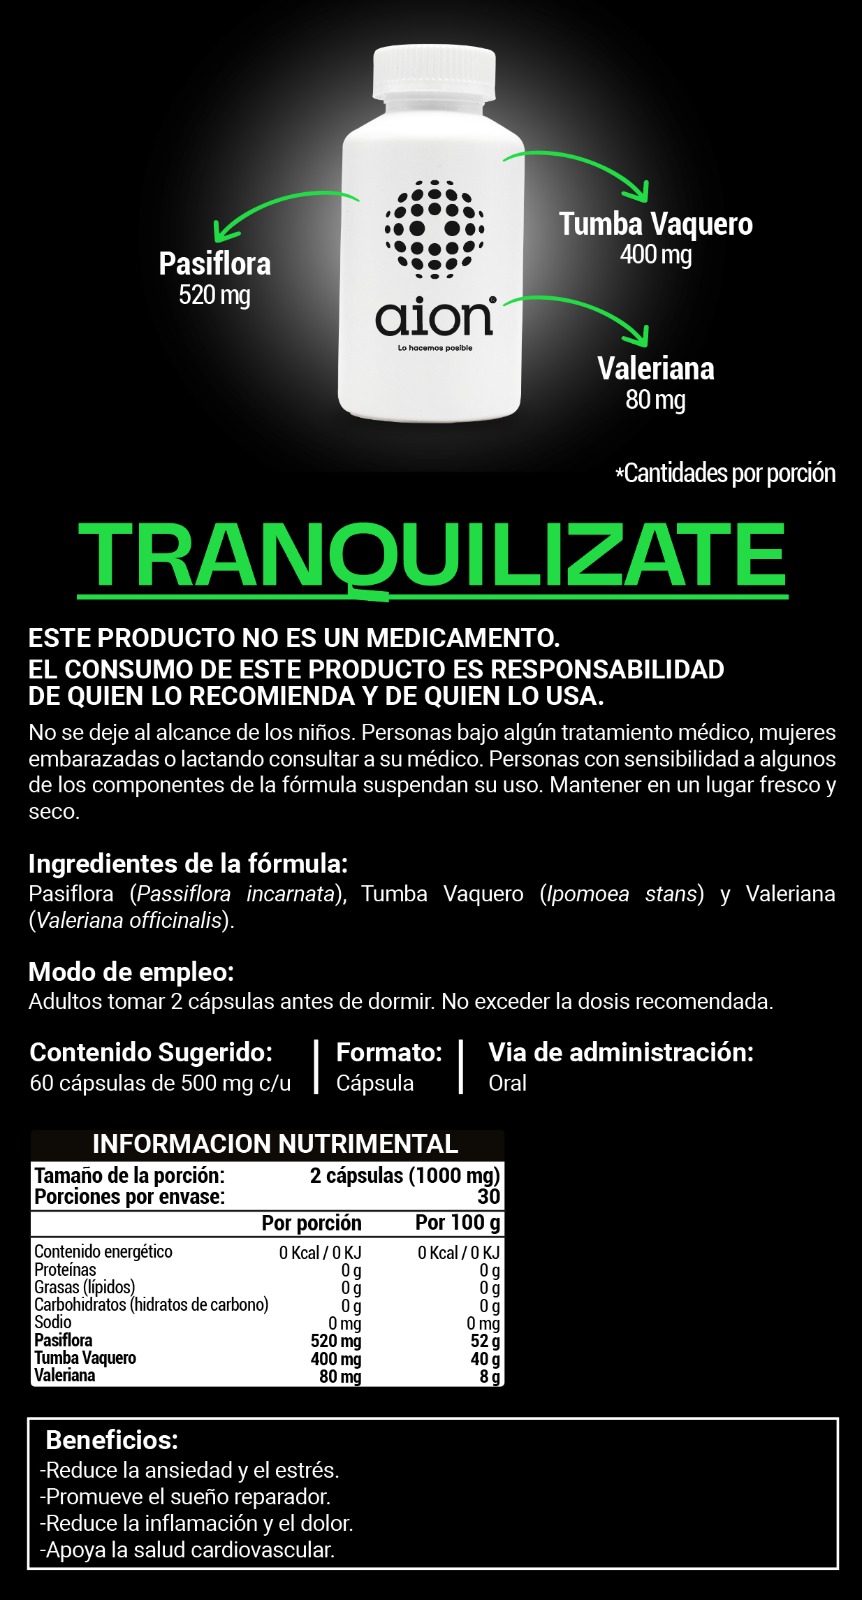 Tumba Vaquero
400 mg
Pasiflora
520 mg
aion®
Lo hacemos posible
Valeriana
80 mg
*Cantidades por porción
TRANQUILIZATE
ESTE PRODUCTO NO ES UN MEDICAMENTO.
EL CONSUMO DE ESTE PRODUCTO ES RESPONSABILIDAD
DE QUIEN LO RECOMIENDA Y DE QUIEN LO USA.
No se deje al alcance de los niños. Personas bajo algún tratamiento médico, mujeres
embarazadas o lactando consultar a su médico. Personas con sensibilidad a algunos
de los componentes de la fórmula suspendan su uso. Mantener en un lugar fresco y
seco.
Ingredientes de la fórmula:
Pasiflora (Passiflora incarnata), Tumba Vaquero (Ipomoea stans) y Valeriana
(Valeriana officinalis).
Modo de empleo:
Adultos tomar 2 cápsulas antes de dormir. No exceder la dosis recomendada.
Contenido Sugerido: Formato: Via de administración:
60 cápsulas de 500 mg c/u Cápsula Oral
INFORMACION NUTRIMENTAL
Tamaño de la porción: 2 cápsulas (1000 mg)
Porciones por envase: 30
Por porción Por 100 g
Contenido energético 0 Kcal / 0 KJ 0 Kcal / 0 KJ
Proteínas 0 g 0 g
Grasas (lípidos) 0 g 0 g
Carbohidratos (hidratos de carbono) 0 g 0 g
Sodio 0 mg 0 mg
Pasiflora 520 mg 52 g
Tumba Vaquero 400 mg 40 g
Valeriana 80 mg 8 g
Beneficios:
-Reduce la ansiedad y el estrés.
-Promueve el sueño reparador.
-Reduce la inflamación y el dolor.
-Apoya la salud cardiovascular.